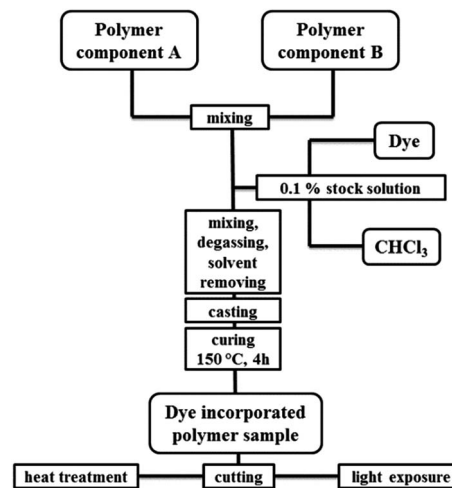 Polymer
component A
Polymer
component B
mixing
Dye
0.1 % stock solution
CHCl₃
mixing,
degassing,
solvent
removing
casting
curing
150 °C, 4h
Dye incorporated
polymer sample
heat treatment
cutting
light exposure